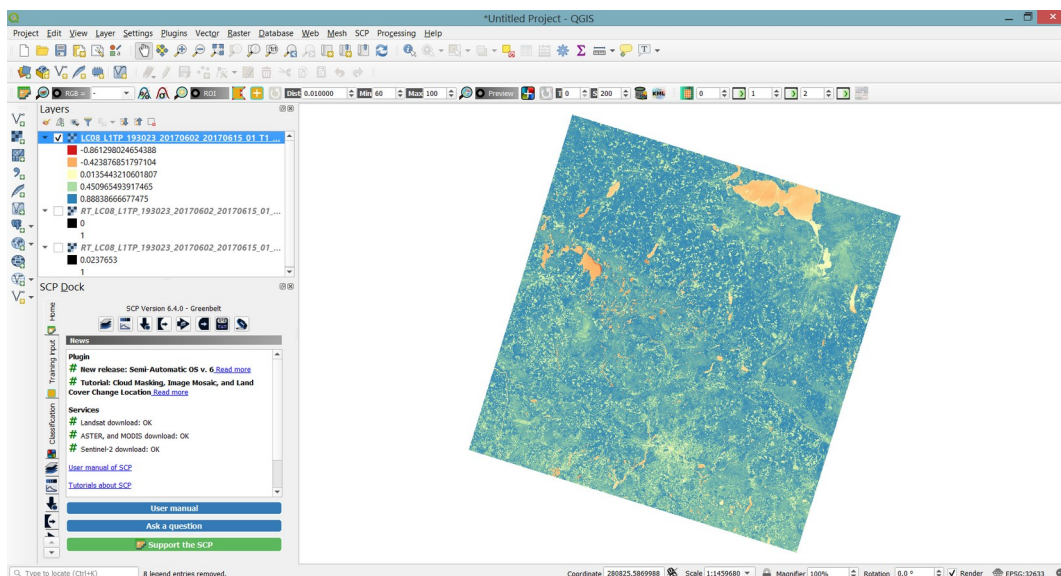 *Untitled Project - QGIS
Project Edit View Layer Settings Plugins Vector Raster Database Web Mesh SCP Processing Help
RGB = - ROI Dist 0.010000 Min 60 Max 100 Preview T 0 S 200 KML 0 1 2
Layers
LC08_L1TP_193023_20170602_20170615_01_T1_...
-0.861298024654388
-0.423876851797104
0.0135443210601807
0.450965493917465
0.88838666677475
RT_LC08_L1TP_193023_20170602_20170615_01_...
0
1
RT_LC08_L1TP_193023_20170602_20170615_01_...
0.0237653
1
SCP Dock
Home
Training input
Classification
SCP Version 6.4.0 - Greenbelt
News
Plugin
# New release: Semi-Automatic OS v. 6 Read more
# Tutorial: Cloud Masking, Image Mosaic, and Land
Cover Change Location Read more
Services
# Landsat download: OK
# ASTER, and MODIS download: OK
# Sentinel-2 download: OK
User manual of SCP
Tutorials about SCP
User manual
Ask a question
Support the SCP
Type to locate (Ctrl+K) 8 legend entries removed. Coordinate 280825,5869988 Scale 1:1459680 Magnifier 100% Rotation 0.0 ° Render EPSG:32633